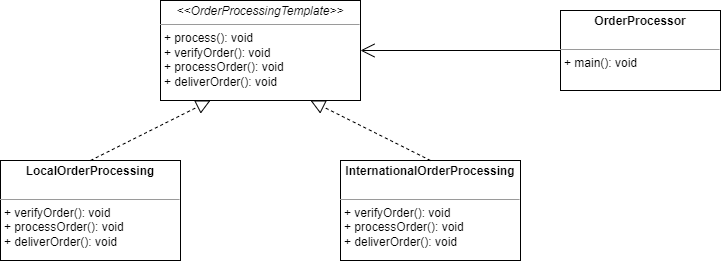 <<OrderProcessingTemplate>>
+ process(): void
+ verifyOrder(): void
+ processOrder(): void
+ deliverOrder(): void
OrderProcessor
+ main(): void
LocalOrderProcessing
+ verifyOrder(): void
+ processOrder(): void
+ deliverOrder(): void
InternationalOrderProcessing
+ verifyOrder(): void
+ processOrder(): void
+ deliverOrder(): void